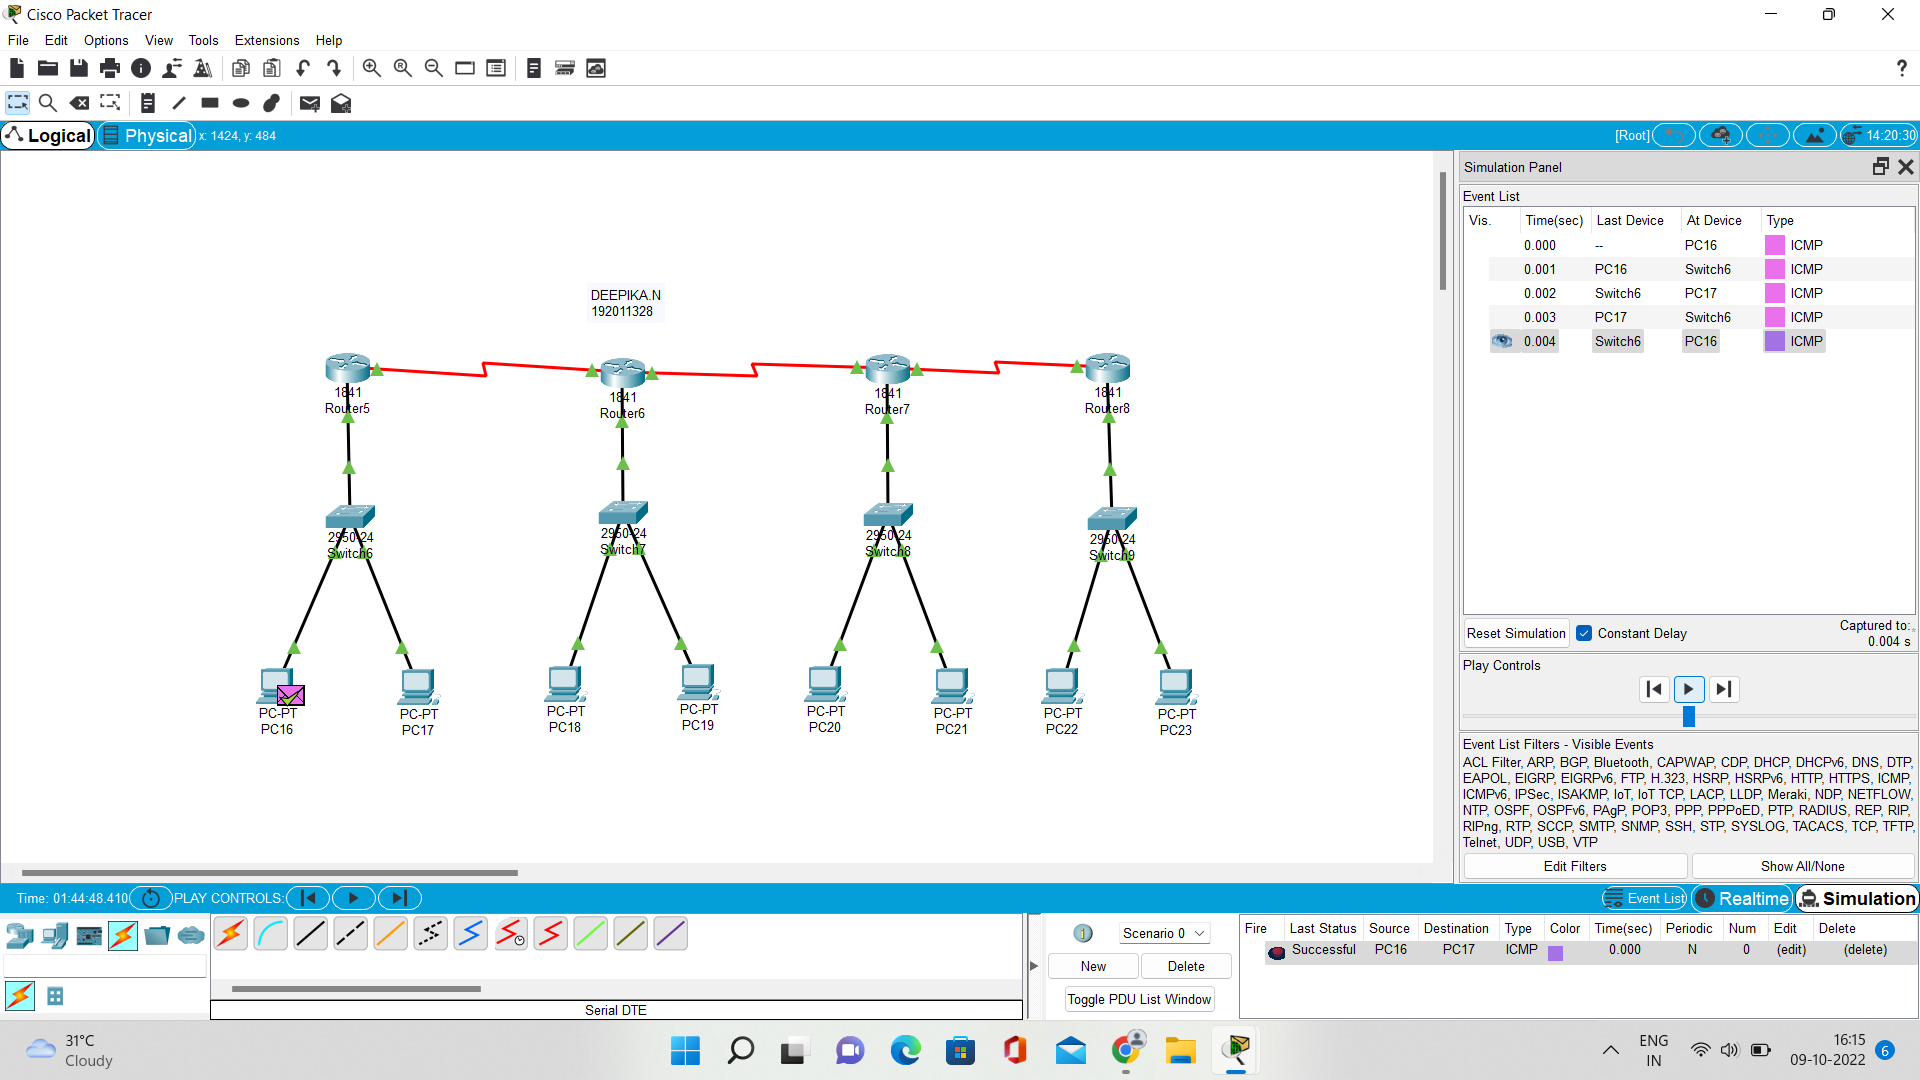 Cisco Packet Tracer
File Edit Options View Tools Extensions Help
?
Logical Physical x: 1424, y: 484 [Root] 14:20:30
DEEPIKA.N
192011328
1841
Router5
1841
Router6
1841
Router7
1841
Router8
2950-24
Switch6
2950-24
Switch7
2950-24
Switch8
2950-24
Switch9
PC-PT
PC16
PC-PT
PC17
PC-PT
PC18
PC-PT
PC19
PC-PT
PC20
PC-PT
PC21
PC-PT
PC22
PC-PT
PC23
Simulation Panel
Event List
Vis. Time(sec) Last Device At Device Type
0.000 -- PC16 ICMP
0.001 PC16 Switch6 ICMP
0.002 Switch6 PC17 ICMP
0.003 PC17 Switch6 ICMP
0.004 Switch6 PC16 ICMP
Reset Simulation Constant Delay Captured to:
0.004 s
Play Controls
Event List Filters - Visible Events
ACL Filter, ARP, BGP, Bluetooth, CAPWAP, CDP, DHCP, DHCPv6, DNS, DTP,
EAPOL, EIGRP, EIGRPv6, FTP, H.323, HSRP, HSRPv6, HTTP, HTTPS, ICMP,
ICMPv6, IPSec, ISAKMP, IoT, IoT TCP, LACP, LLDP, Meraki, NDP, NETFLOW,
NTP, OSPF, OSPFv6, PAgP, POP3, PPP, PPPoED, PTP, RADIUS, REP, RIP,
RIPng, RTP, SCCP, SMTP, SNMP, SSH, STP, SYSLOG, TACACS, TCP, TFTP,
Telnet, UDP, USB, VTP
Edit Filters Show All/None
Time: 01:44:48.410 PLAY CONTROLS: Event List Realtime Simulation
Serial DTE
1 Scenario 0
New Delete
Toggle PDU List Window
Fire Last Status Source Destination Type Color Time(sec) Periodic Num Edit Delete
Successful PC16 PC17 ICMP 0.000 N 0 (edit) (delete)
31°C
Cloudy
ENG
IN
16:15
09-10-2022
6